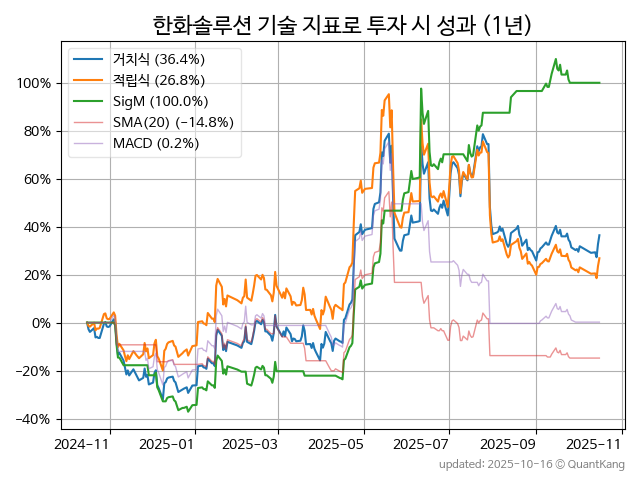 한화솔루션 기술 지표로 투자 시 성과 (1년)
거치식 (36.4%)
적립식 (26.8%)
SigM (100.0%)
SMA(20) (−14.8%)
MACD (0.2%)
100%
80%
60%
40%
20%
0%
−20%
−40%
2024-11
2025-01
2025-03
2025-05
2025-07
2025-09
2025-11
updated: 2025-10-16 © QuantKang